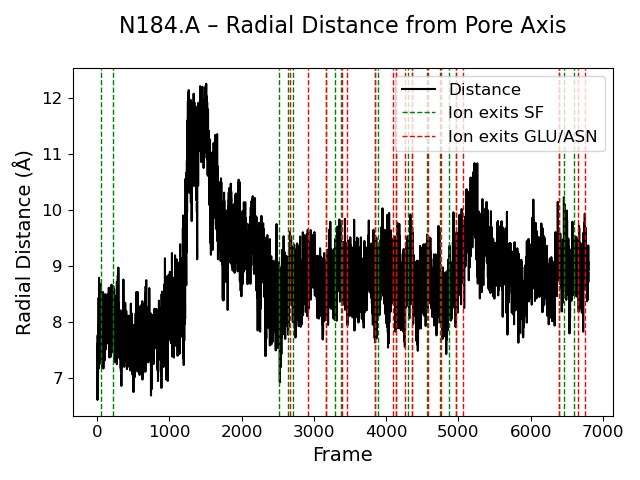 N184.A – Radial Distance from Pore Axis
Radial Distance (Å)
12
11
10
9
8
7
Distance
Ion exits SF
Ion exits GLU/ASN
0
1000
2000
3000
4000
5000
6000
7000
Frame